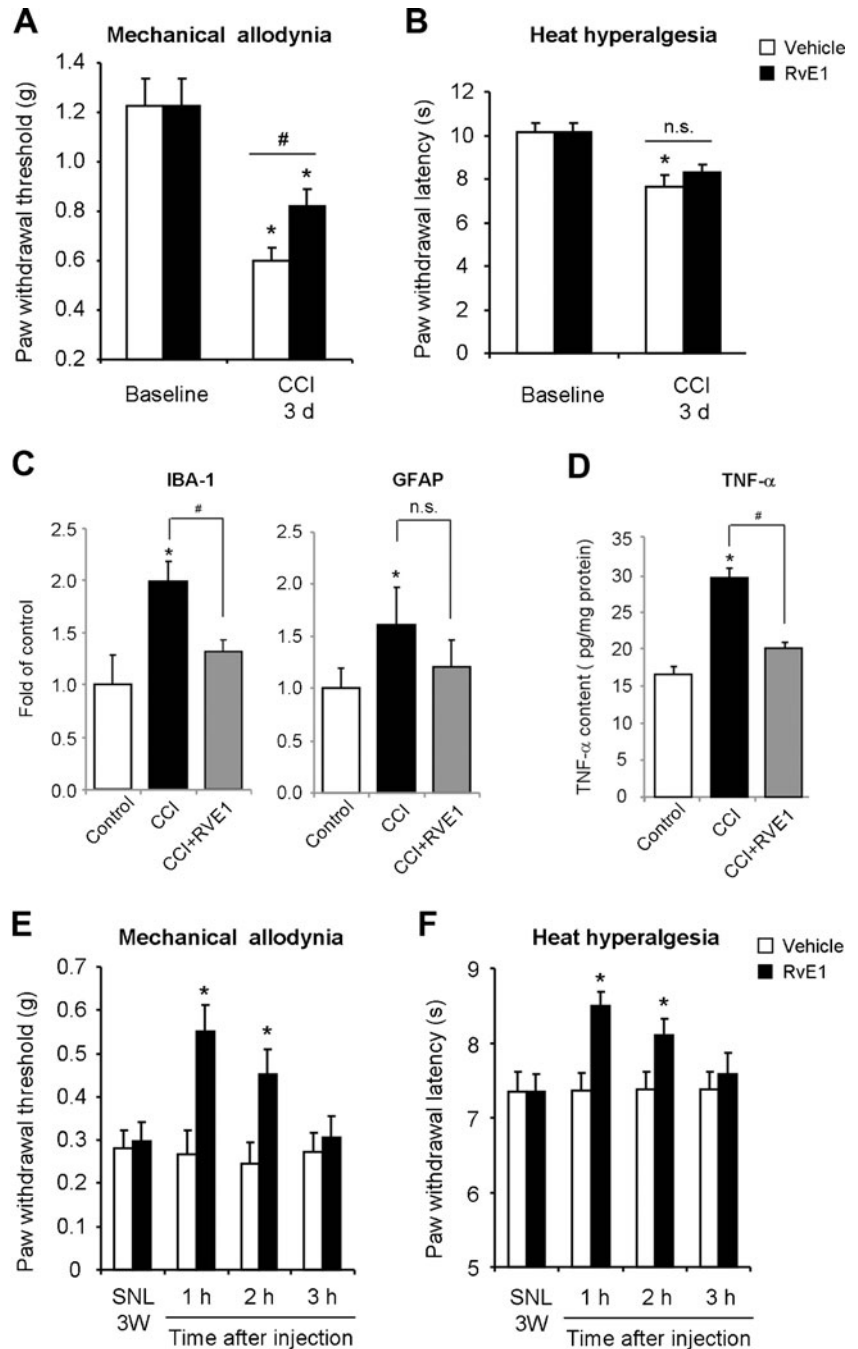 A
Mechanical allodynia
Paw withdrawal threshold (g)
1.4
1.2
1.0
0.8
0.6
0.4
0.2
#
*
*
Baseline
CCI
3 d
B
Heat hyperalgesia
Vehicle
RvE1
Paw withdrawal latency (s)
12
10
8
6
4
2
0
n.s.
*
Baseline
CCI
3 d
C
IBA-1
Fold of control
2.5
2.0
1.5
1.0
0.5
0.0
#
*
Control
CCI
CCI+RVE1
GFAP
2.5
2.0
1.5
1.0
0.5
0.0
n.s.
*
Control
CCI
CCI+RVE1
D
TNF-α
TNF-α content ( pg/mg protein)
35
30
25
20
15
10
5
0
#
*
Control
CCI
CCI+RVE1
E
Mechanical allodynia
Paw withdrawal threshold (g)
0.7
0.6
0.5
0.4
0.3
0.2
0.1
0
*
*
SNL
3W
1 h
2 h
3 h
Time after injection
F
Heat hyperalgesia
Vehicle
RvE1
Paw withdrawal latency (s)
9
8
7
6
5
*
*
SNL
3W
1 h
2 h
3 h
Time after injection